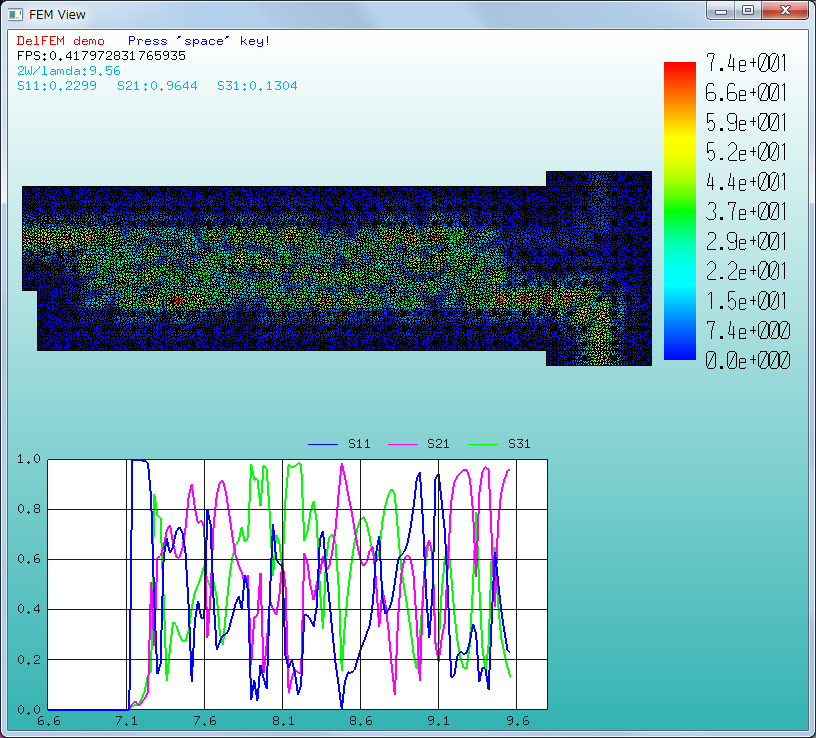 FEM View
DelFEM demo Press "space" key!
FPS:0.417972831765935
2W/lamda:9.56
S11:0.2299 S21:0.9644 S31:0.1304
7.4e+001
6.6e+001
5.9e+001
5.2e+001
4.4e+001
3.7e+001
2.9e+001
2.2e+001
1.5e+001
7.4e+000
0.0e+000
S11 S21 S31
1.0
0.8
0.6
0.4
0.2
0.0
6.6 7.1 7.6 8.1 8.6 9.1 9.6